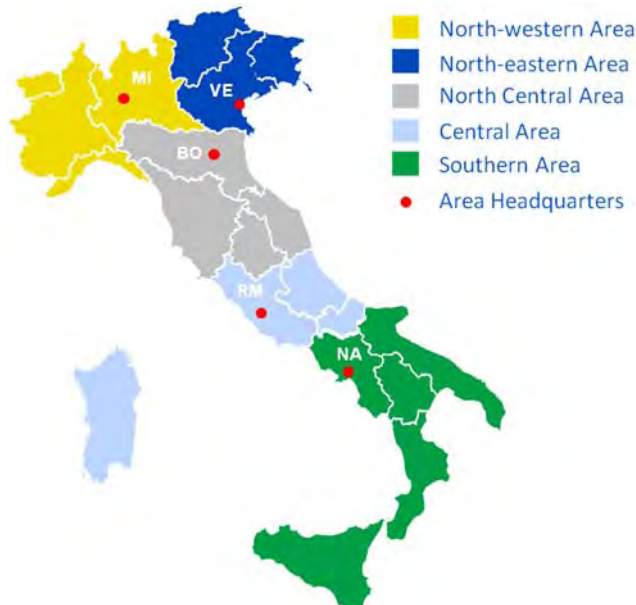 North-western Area
North-eastern Area
North Central Area
Central Area
Southern Area
Area Headquarters
MI
VE
BO
RM
NA